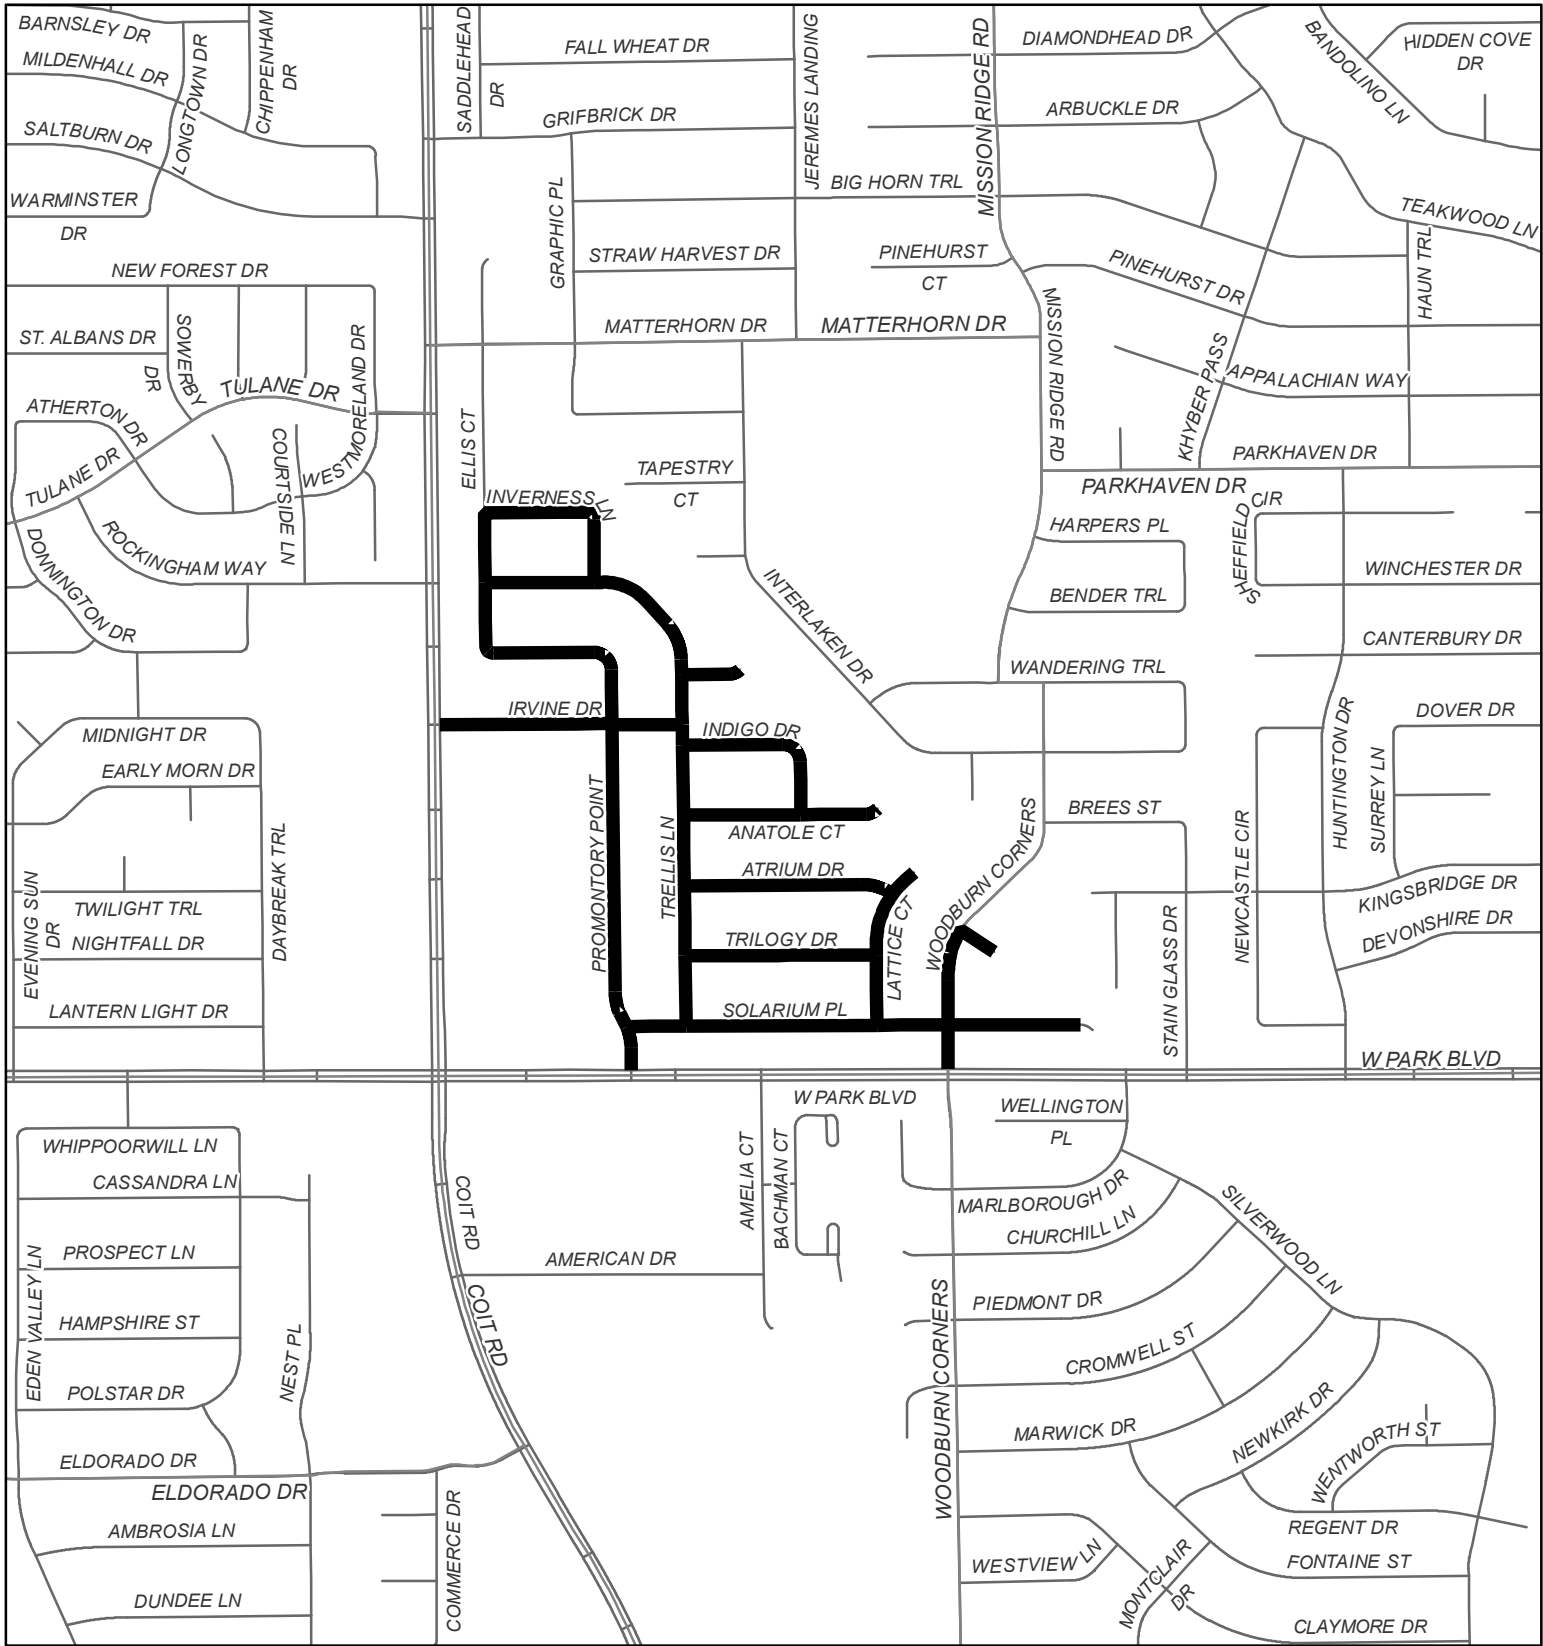 BARNSLEY DR
MILDENHALL DR
SALTBURN DR
WARMINSTER
DR
LONGTOWN DR
CHIPPENHAM
DR
SADDLEHEAD
DR
FALL WHEAT DR
GRIFBRICK DR
JEREMES LANDING
MISSION RIDGE RD
DIAMONDHEAD DR
ARBUCKLE DR
BIG HORN TRL
BANDOLINO LN
HIDDEN COVE
DR
TEAKWOOD LN
HAUN TRL
GRAPHIC PL
STRAW HARVEST DR
PINEHURST
CT
PINEHURST DR
NEW FOREST DR
ST. ALBANS DR
SOWERBY
DR
TULANE DR
WESTMORELAND DR
MATTERHORN DR
MATTERHORN DR
MISSION RIDGE RD
KHYBER PASS
APPALACHIAN WAY
ATHERTON DR
TULANE DR
COURTSIDE LN
ELLIS CT
TAPESTRY
CT
PARKHAVEN DR
PARKHAVEN DR
INVERNESS LN
HARPERS PL
SHEFFIELD CIR
DONNINGTON DR
ROCKINGHAM WAY
INTERLAKEN DR
BENDER TRL
WINCHESTER DR
CANTERBURY DR
WANDERING TRL
IRVINE DR
INDIGO DR
MIDNIGHT DR
EARLY MORN DR
DAYBREAK TRL
PROMONTORY POINT
TRELLIS LN
ANATOLE CT
ATRIUM DR
TRILOGY DR
LATTICE CT
SOLARIUM PL
WOODBURN CORNERS
BREES ST
NEWCASTLE CIR
HUNTINGTON DR
SURREY LN
DOVER DR
KINGSBRIDGE DR
DEVONSHIRE DR
STAIN GLASS DR
EVENING SUN
DR
TWILIGHT TRL
NIGHTFALL DR
LANTERN LIGHT DR
W PARK BLVD
W PARK BLVD
WELLINGTON
PL
WHIPPOORWILL LN
CASSANDRA LN
PROSPECT LN
EDEN VALLEY LN
HAMPSHIRE ST
NEST PL
POLSTAR DR
ELDORADO DR
ELDORADO DR
AMBROSIA LN
DUNDEE LN
COMMERCE DR
COIT RD
COIT RD
AMERICAN DR
AMELIA CT
BACHMAN CT
MARLBOROUGH DR
CHURCHILL LN
SILVERWOOD LN
PIEDMONT DR
CROMWELL ST
WOODBURN CORNERS
MARWICK DR
NEWKIRK DR
WENTWORTH ST
REGENT DR
FONTAINE ST
WESTVIEW LN
MONTCLAIR
DR
CLAYMORE DR